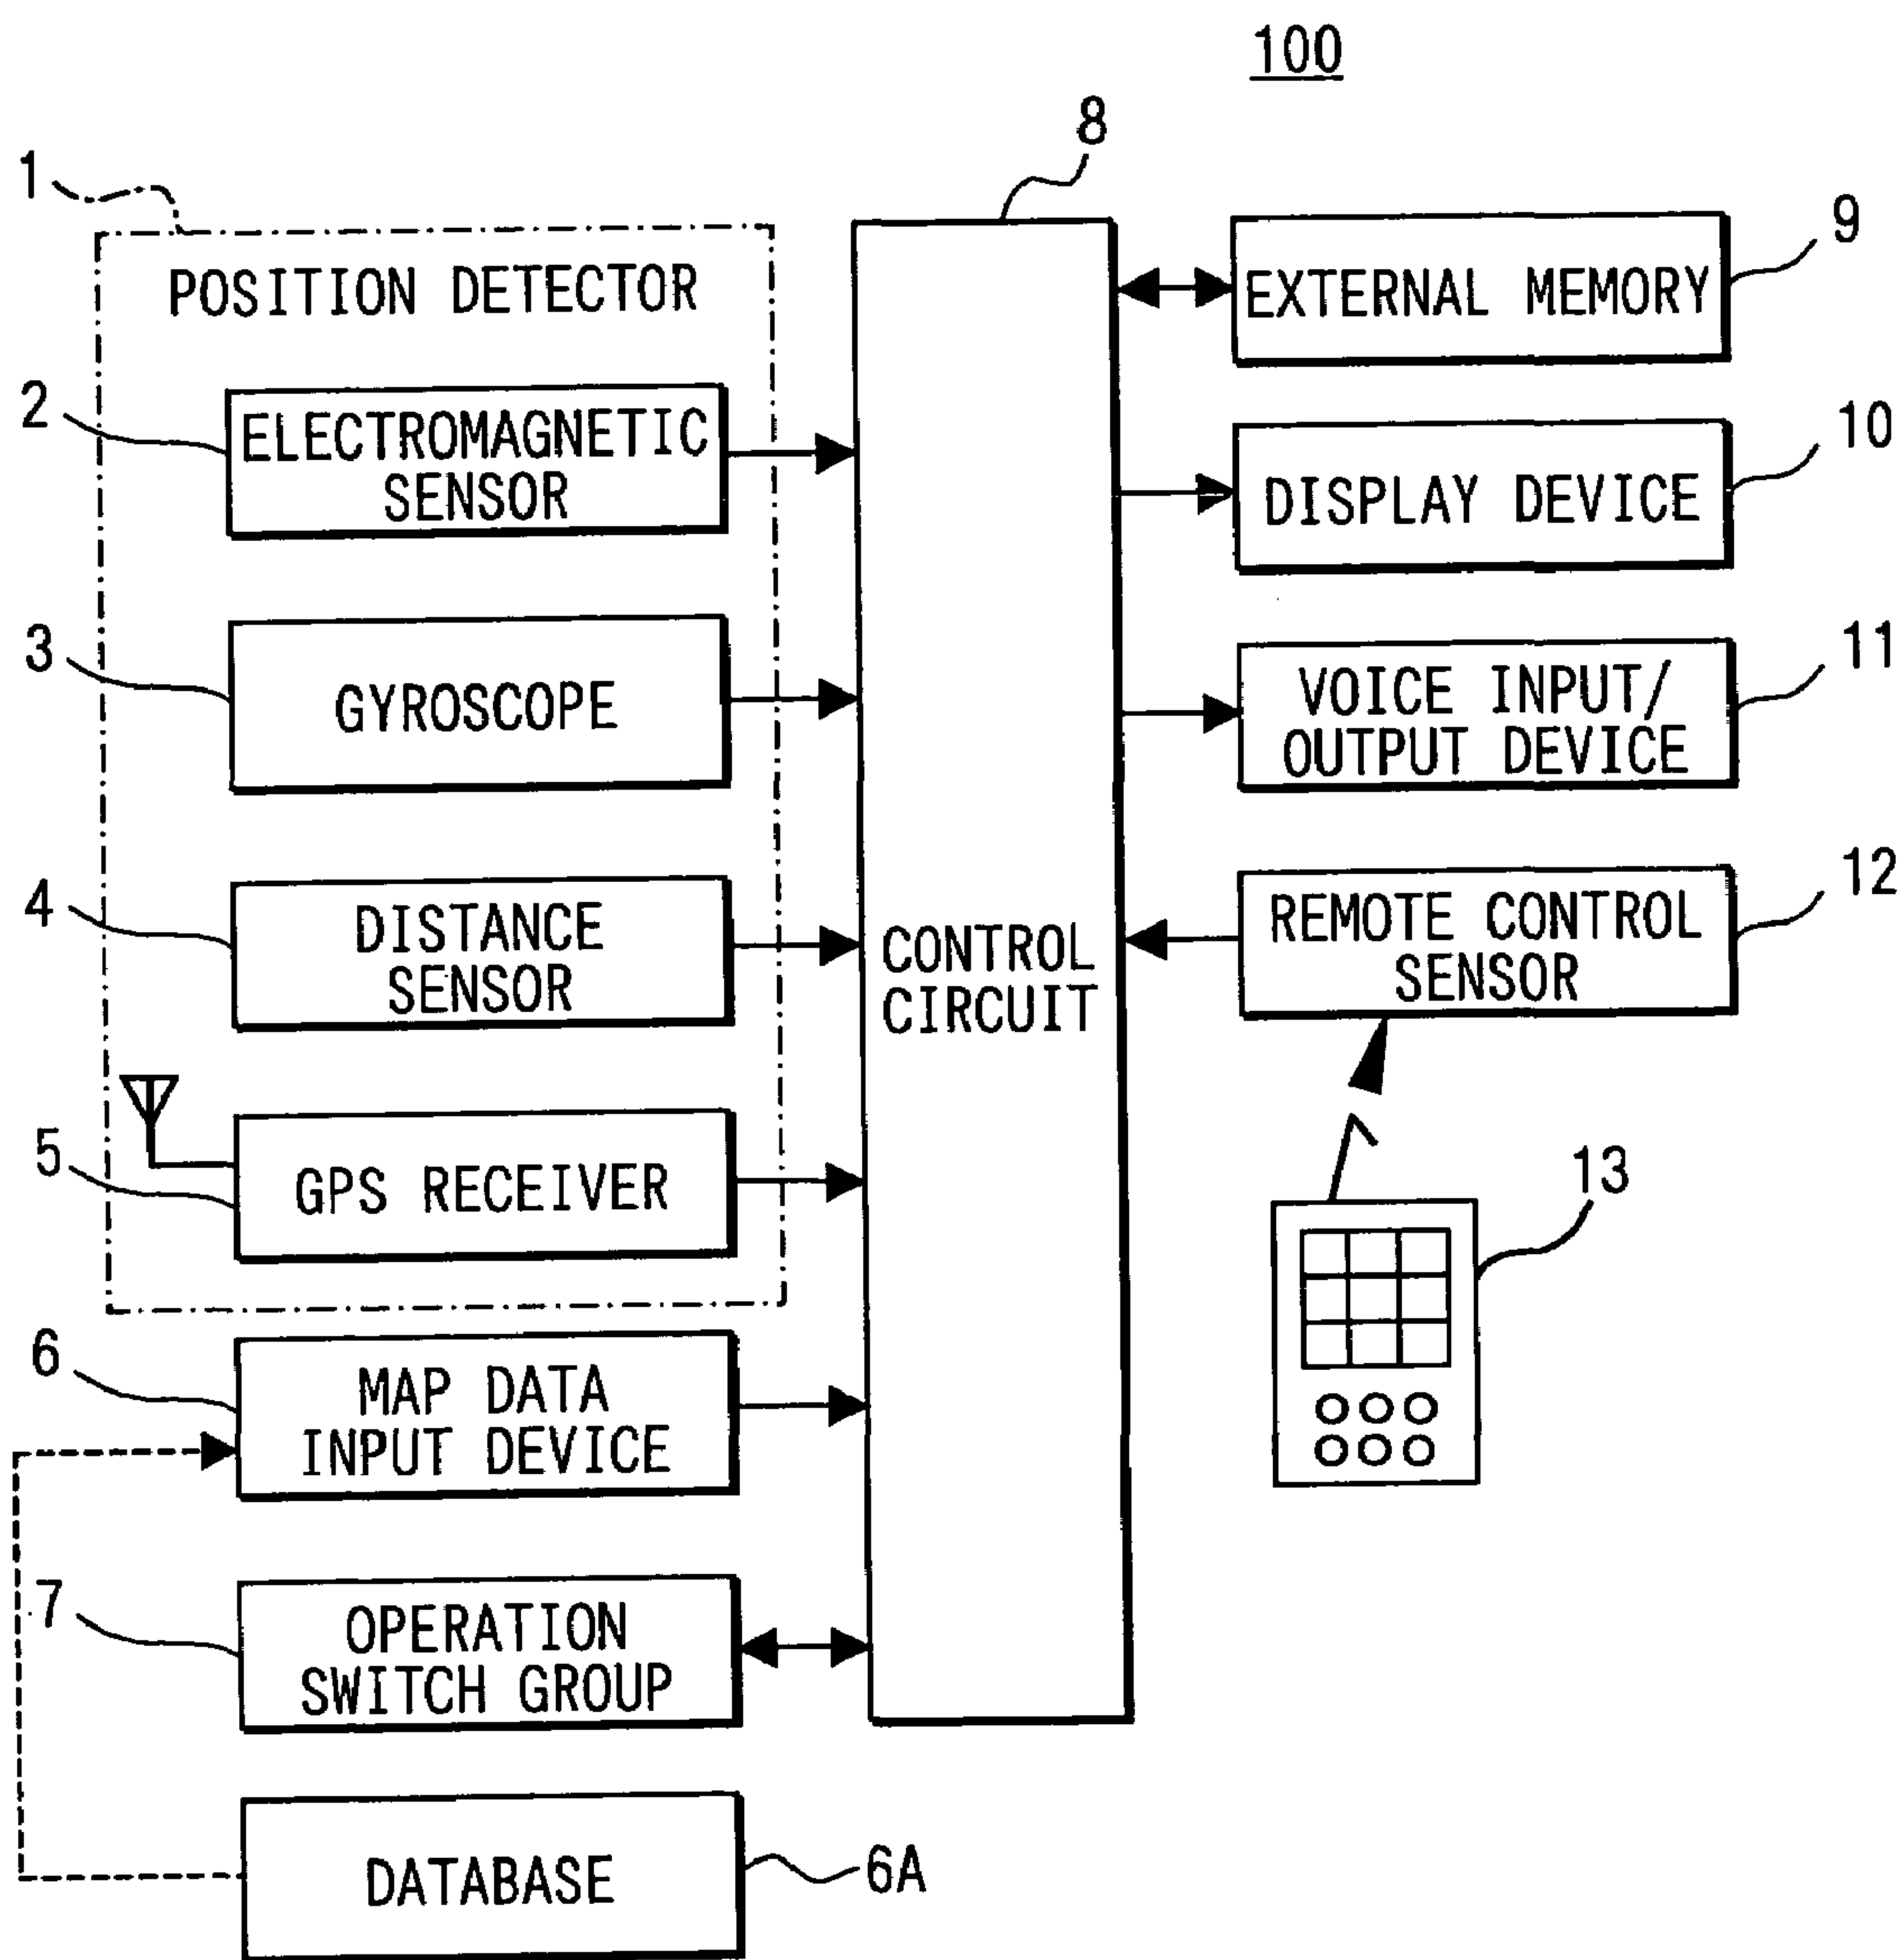 100
8
1
POSITION DETECTOR
9
EXTERNAL MEMORY
2
ELECTROMAGNETIC
SENSOR
10
DISPLAY DEVICE
3
GYROSCOPE
11
VOICE INPUT/
OUTPUT DEVICE
4
DISTANCE
SENSOR
CONTROL
CIRCUIT
12
REMOTE CONTROL
SENSOR
5
GPS RECEIVER
13
6
MAP DATA
INPUT DEVICE
7
OPERATION
SWITCH GROUP
DATABASE
6A